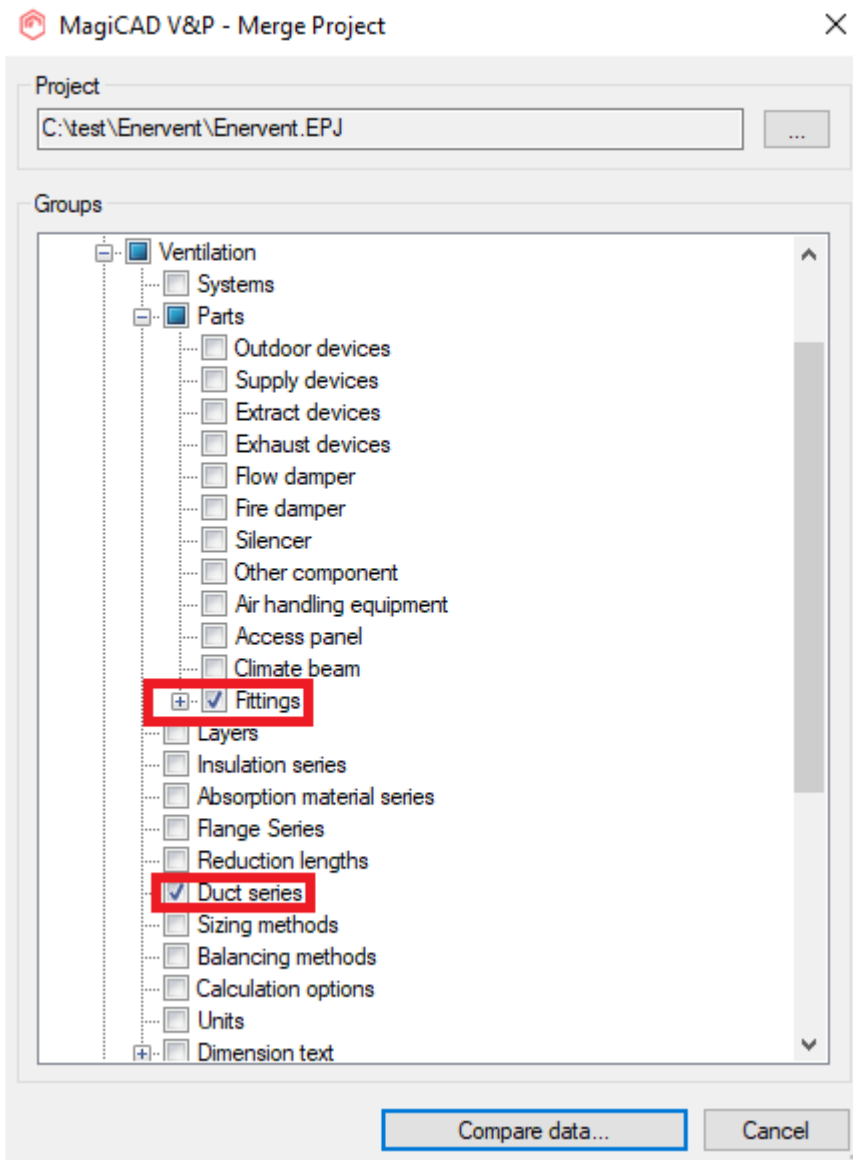 MagiCAD V&P - Merge Project
Project
C:\test\Enervent\Enervent.EPJ
...
Groups
Ventilation
Systems
Parts
Outdoor devices
Supply devices
Extract devices
Exhaust devices
Flow damper
Fire damper
Silencer
Other component
Air handling equipment
Access panel
Climate beam
Fittings
Layers
Insulation series
Absorption material series
Flange Series
Reduction lengths
Duct series
Sizing methods
Balancing methods
Calculation options
Units
Dimension text
Compare data... Cancel